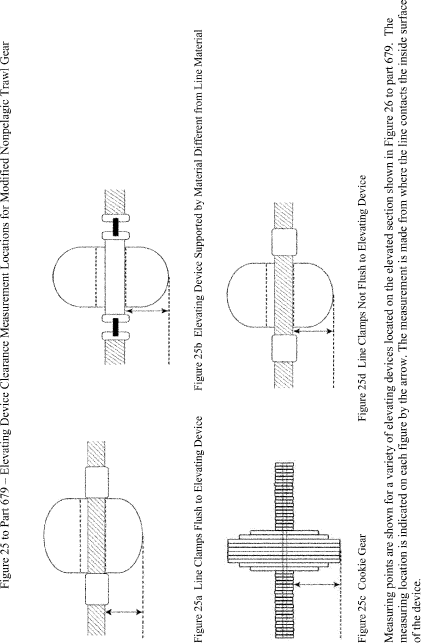 Figure 25 to Part 679 – Elevating Device Clearance Measurement Locations for Modified Nonpelagic Trawl Gear
Figure 25a Line Clamps Flush to Elevating Device
Figure 25b Elevating Device Supported by Material Different from Line Material
Figure 25c Cookie Gear
Figure 25d Line Clamps Not Flush to Elevating Device
Measuring points are shown for a variety of elevating devices located on the elevated section shown in Figure 26 to part 679. The
measuring location is indicated on each figure by the arrow. The measurement is made from where the line contacts the inside surface
of the device.